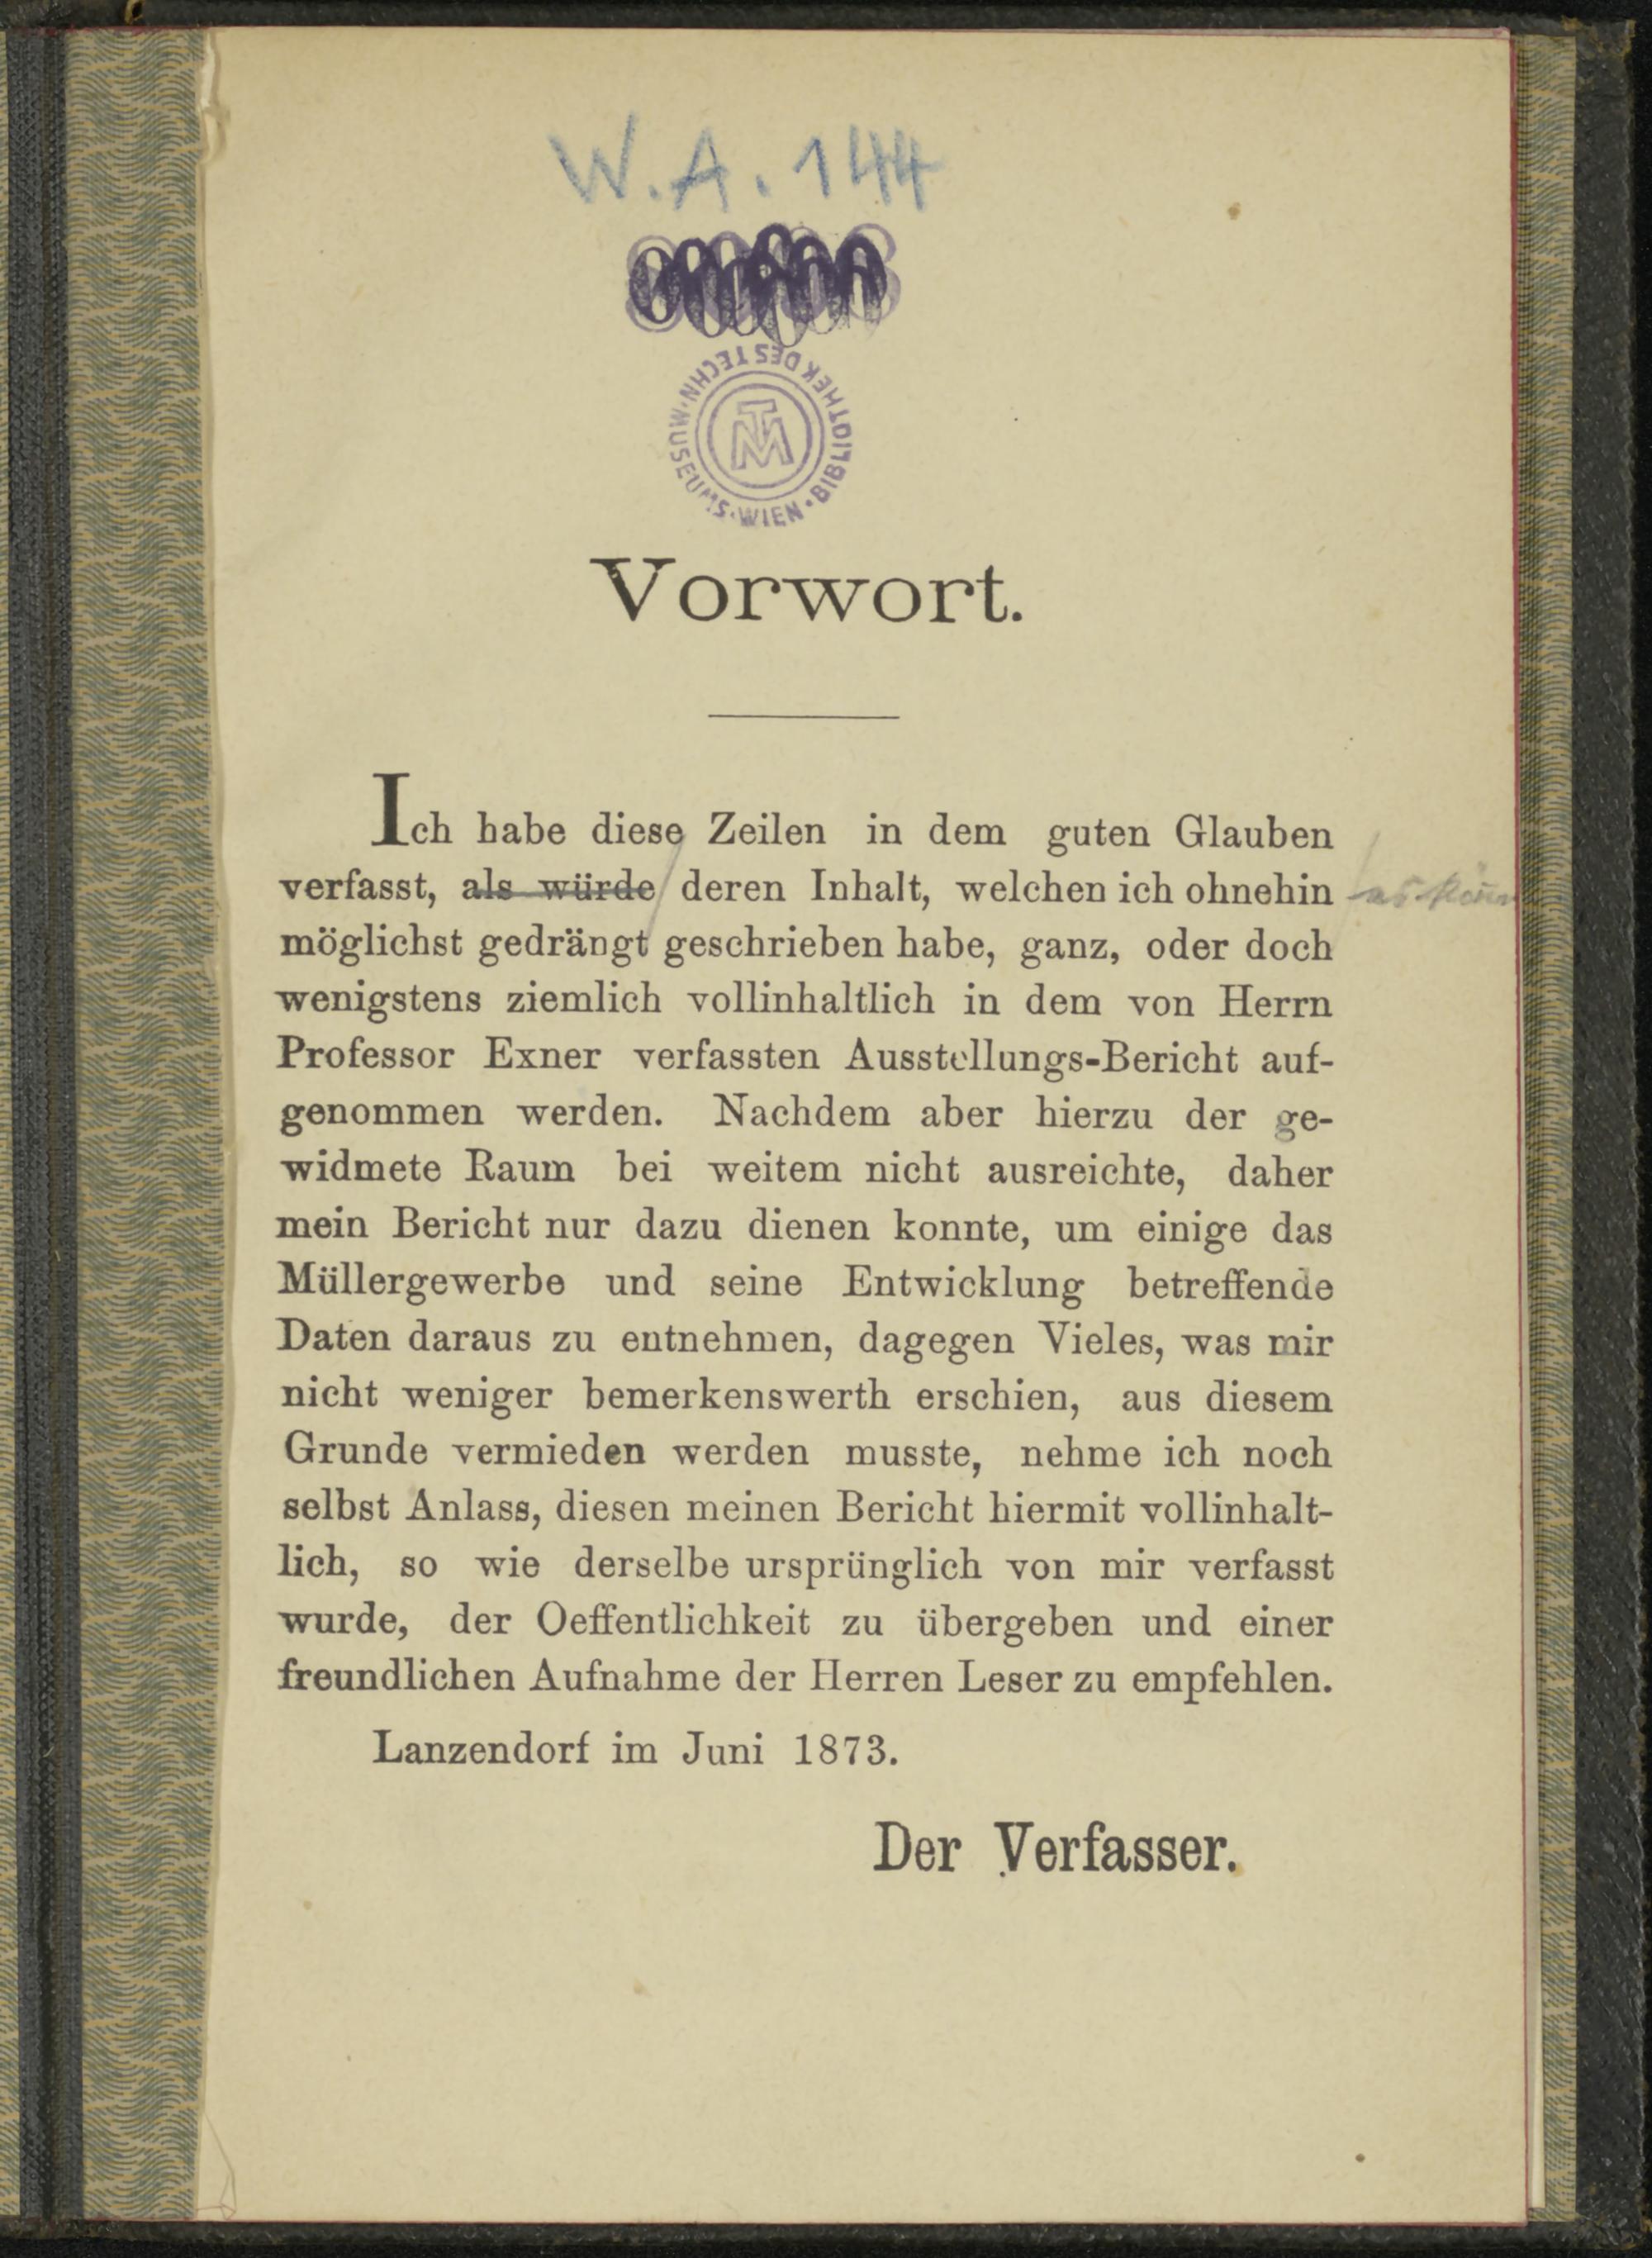 W.A. 144
BIBLIOTHEK DES TECHN. MUSEUMS · WIEN ·
TM
Vorwort.
Ich habe diese Zeilen in dem guten Glauben
verfasst, als würde deren Inhalt, welchen ich ohnehin
möglichst gedrängt geschrieben habe, ganz, oder doch
wenigstens ziemlich vollinhaltlich in dem von Herrn
Professor Exner verfassten Ausstellungs-Bericht auf-
genommen werden. Nachdem aber hierzu der ge-
widmete Raum bei weitem nicht ausreichte, daher
mein Bericht nur dazu dienen konnte, um einige das
Müllergewerbe und seine Entwicklung betreffende
Daten daraus zu entnehmen, dagegen Vieles, was mir
nicht weniger bemerkenswerth erschien, aus diesem
Grunde vermieden werden musste, nehme ich noch
selbst Anlass, diesen meinen Bericht hiermit vollinhalt-
lich, so wie derselbe ursprünglich von mir verfasst
wurde, der Oeffentlichkeit zu übergeben und einer
freundlichen Aufnahme der Herren Leser zu empfehlen.
Lanzendorf im Juni 1873.
Der Verfasser.